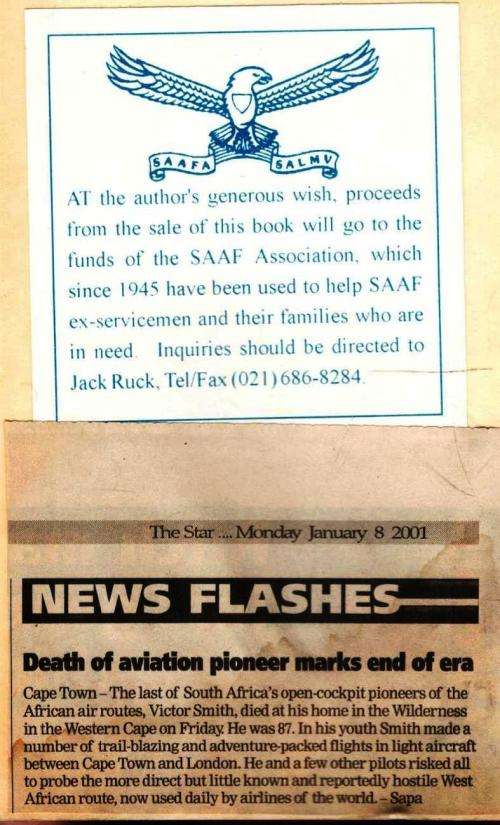 SAAFA SALMV
AT the author's generous wish, proceeds
from the sale of this book will go to the
funds of the SAAF Association, which
since 1945 have been used to help SAAF
ex-servicemen and their families who are
in need. Inquiries should be directed to
Jack Ruck, Tel/Fax (021) 686-8284.
The Star .... Monday January 8 2001
NEWS FLASHES
Death of aviation pioneer marks end of era
Cape Town – The last of South Africa's open-cockpit pioneers of the
African air routes, Victor Smith, died at his home in the Wilderness
in the Western Cape on Friday. He was 87. In his youth Smith made a
number of trail-blazing and adventure-packed flights in light aircraft
between Cape Town and London. He and a few other pilots risked all
to probe the more direct but little known and reportedly hostile West
African route, now used daily by airlines of the world. – Sapa